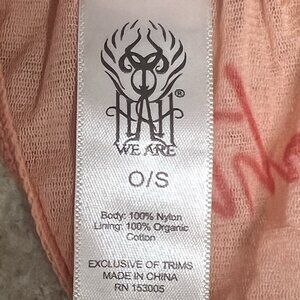 HAH®
WE ARE
O/S
Body: 100% Nylon
Lining: 100% Organic
Cotton
EXCLUSIVE OF TRIMS
MADE IN CHINA
RN 153005